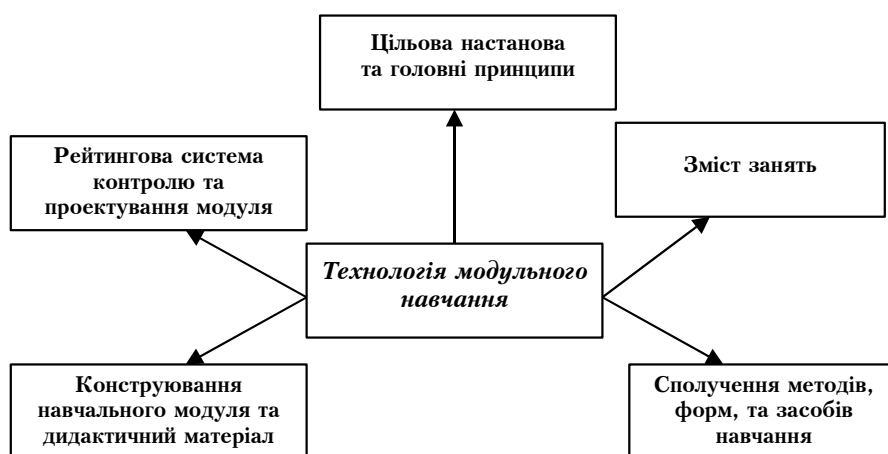 Цільова настанова
та головні принципи
Рейтингова система
контролю та
проектування модуля
Зміст занять
Технологія модульного
навчання
Конструювання
навчального модуля та
дидактичний матеріал
Сполучення методів,
форм, та засобів
навчання